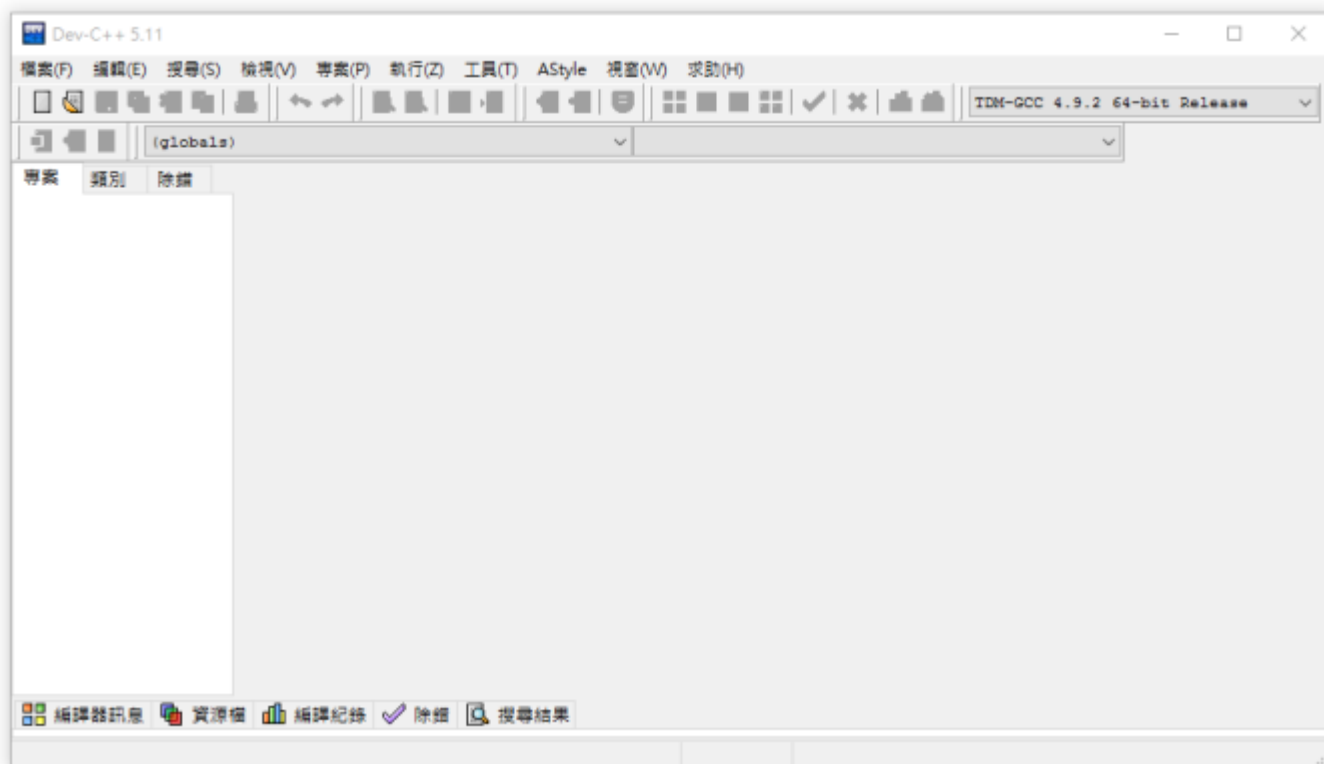 Dev-C++ 5.11
檔案(F) 編輯(E) 搜尋(S) 檢視(V) 專案(P) 執行(Z) 工具(T) AStyle 視窗(W) 求助(H)
TDM-GCC 4.9.2 64-bit Release
(globals)
專案 類別 除錯
編譯器訊息 資源檔 編譯紀錄 除錯 搜尋結果